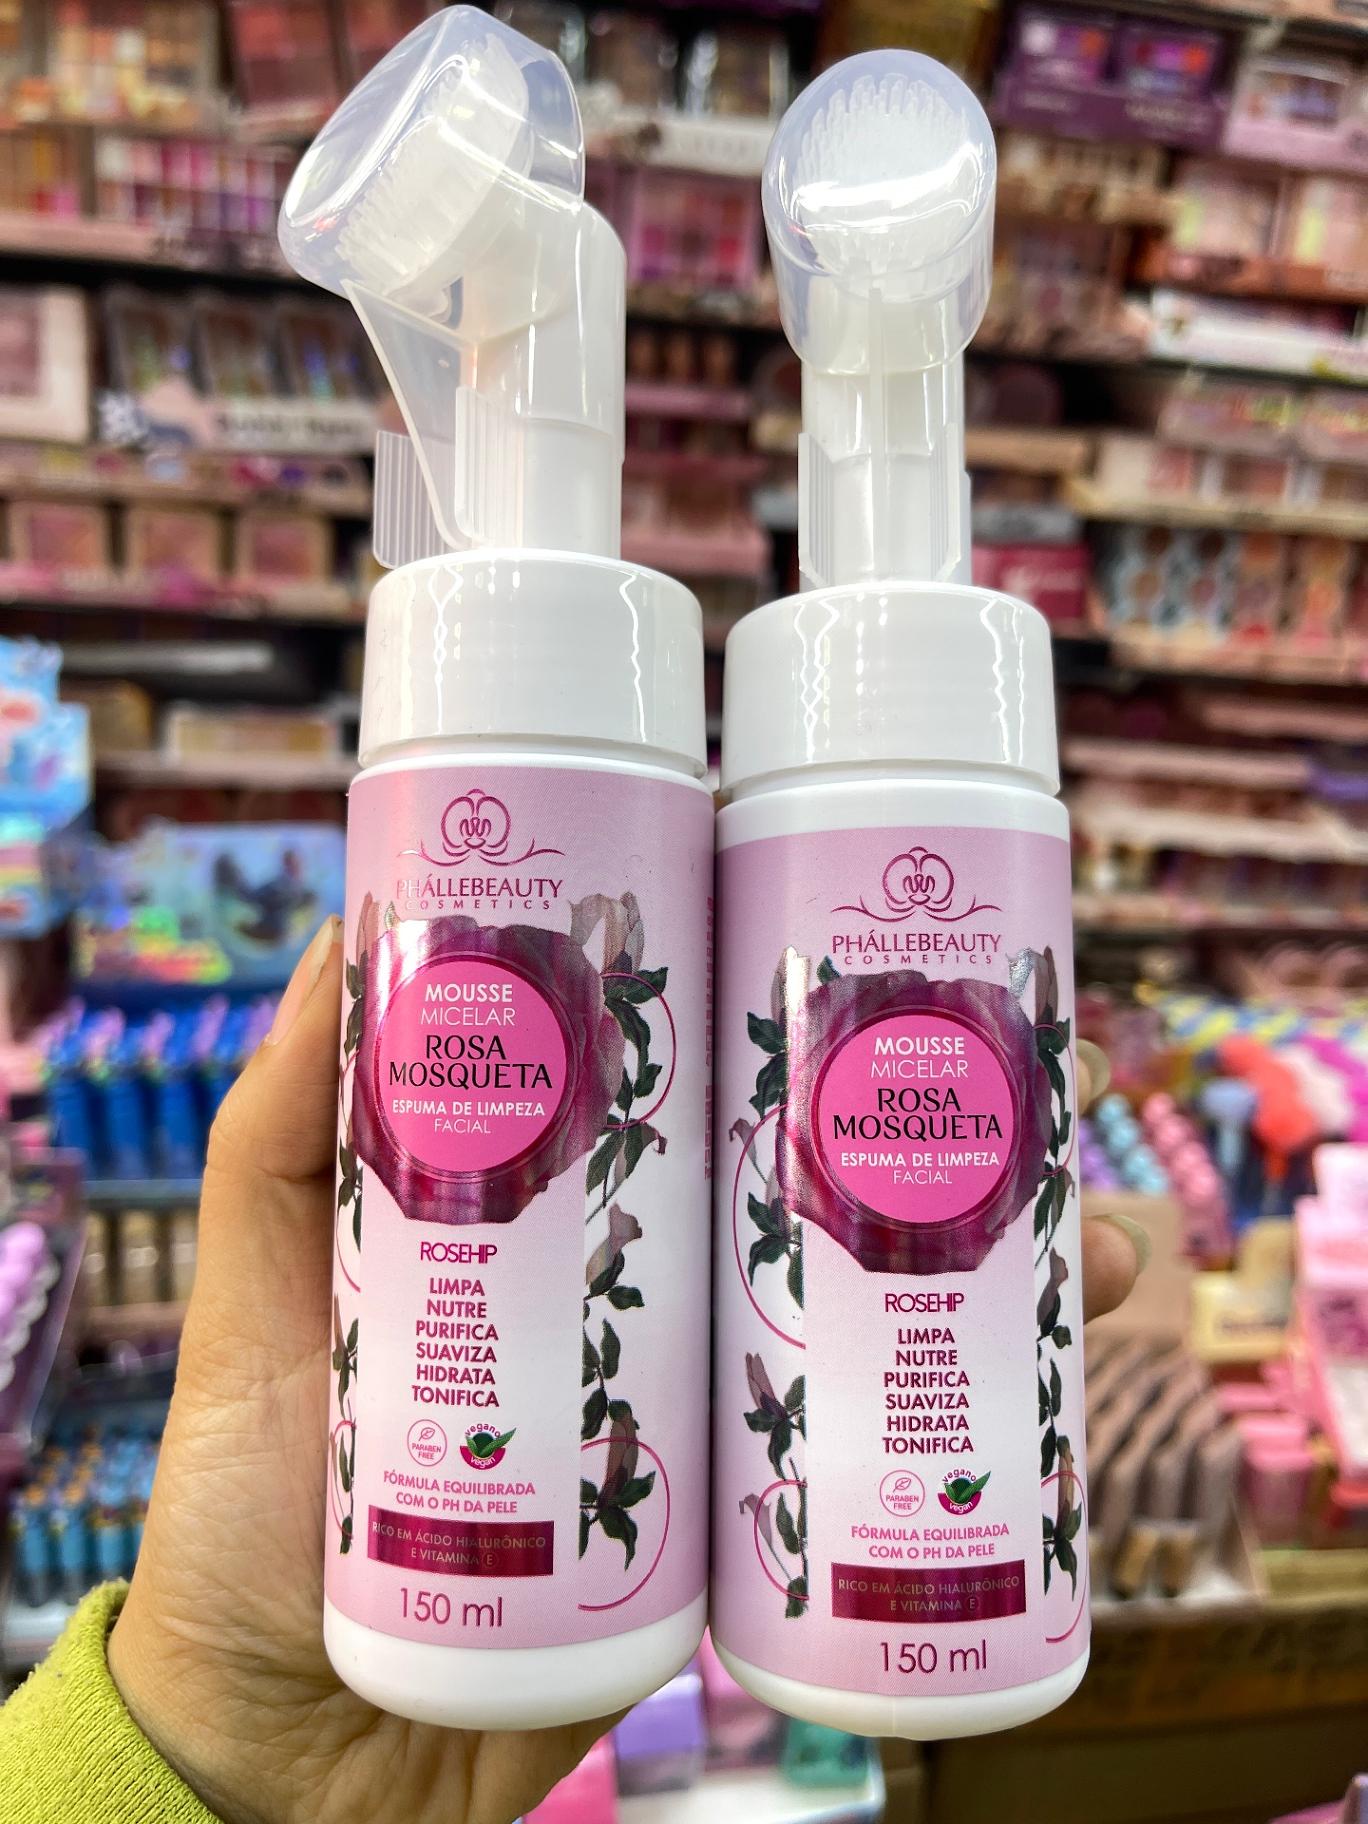 PHÁLLEBEAUTY
COSMETICS
MOUSSE
MICELAR
ROSA
MOSQUETA
ESPUMA DE LIMPEZA
FACIAL
ROSEHIP
LIMPA
NUTRE
PURIFICA
SUAVIZA
HIDRATA
TONIFICA
PARABEN
FREE
vegano
vegan
FÓRMULA EQUILIBRADA
COM O PH DA PELE
RICO EM ÁCIDO HIALURÔNICO
E VITAMINA E
150 ml
PHÁLLEBEAUTY
COSMETICS
MOUSSE
MICELAR
ROSA
MOSQUETA
ESPUMA DE LIMPEZA
FACIAL
ROSEHIP
LIMPA
NUTRE
PURIFICA
SUAVIZA
HIDRATA
TONIFICA
PARABEN
FREE
vegano
vegan
FÓRMULA EQUILIBRADA
COM O PH DA PELE
RICO EM ÁCIDO HIALURÔNICO
E VITAMINA E
150 ml